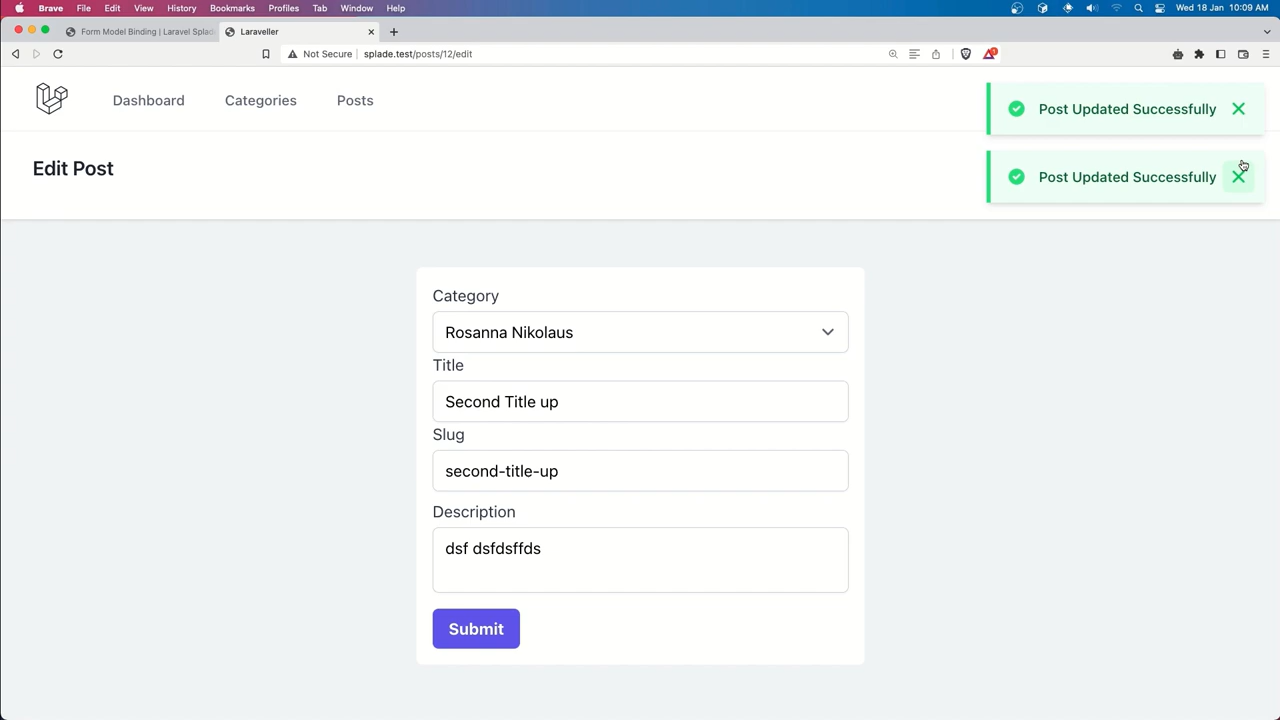 Brave File Edit View History Bookmarks Profiles Tab Window Help Wed 18 Jan 10:09 AM
Form Model Binding | Laravel Splad Laraveller
Not Secure splade.test/posts/12/edit
Dashboard Categories Posts
Post Updated Successfully
Edit Post
Post Updated Successfully
Category
Rosanna Nikolaus
Title
Second Title up
Slug
second-title-up
Description
dsf dsfdsffds
Submit